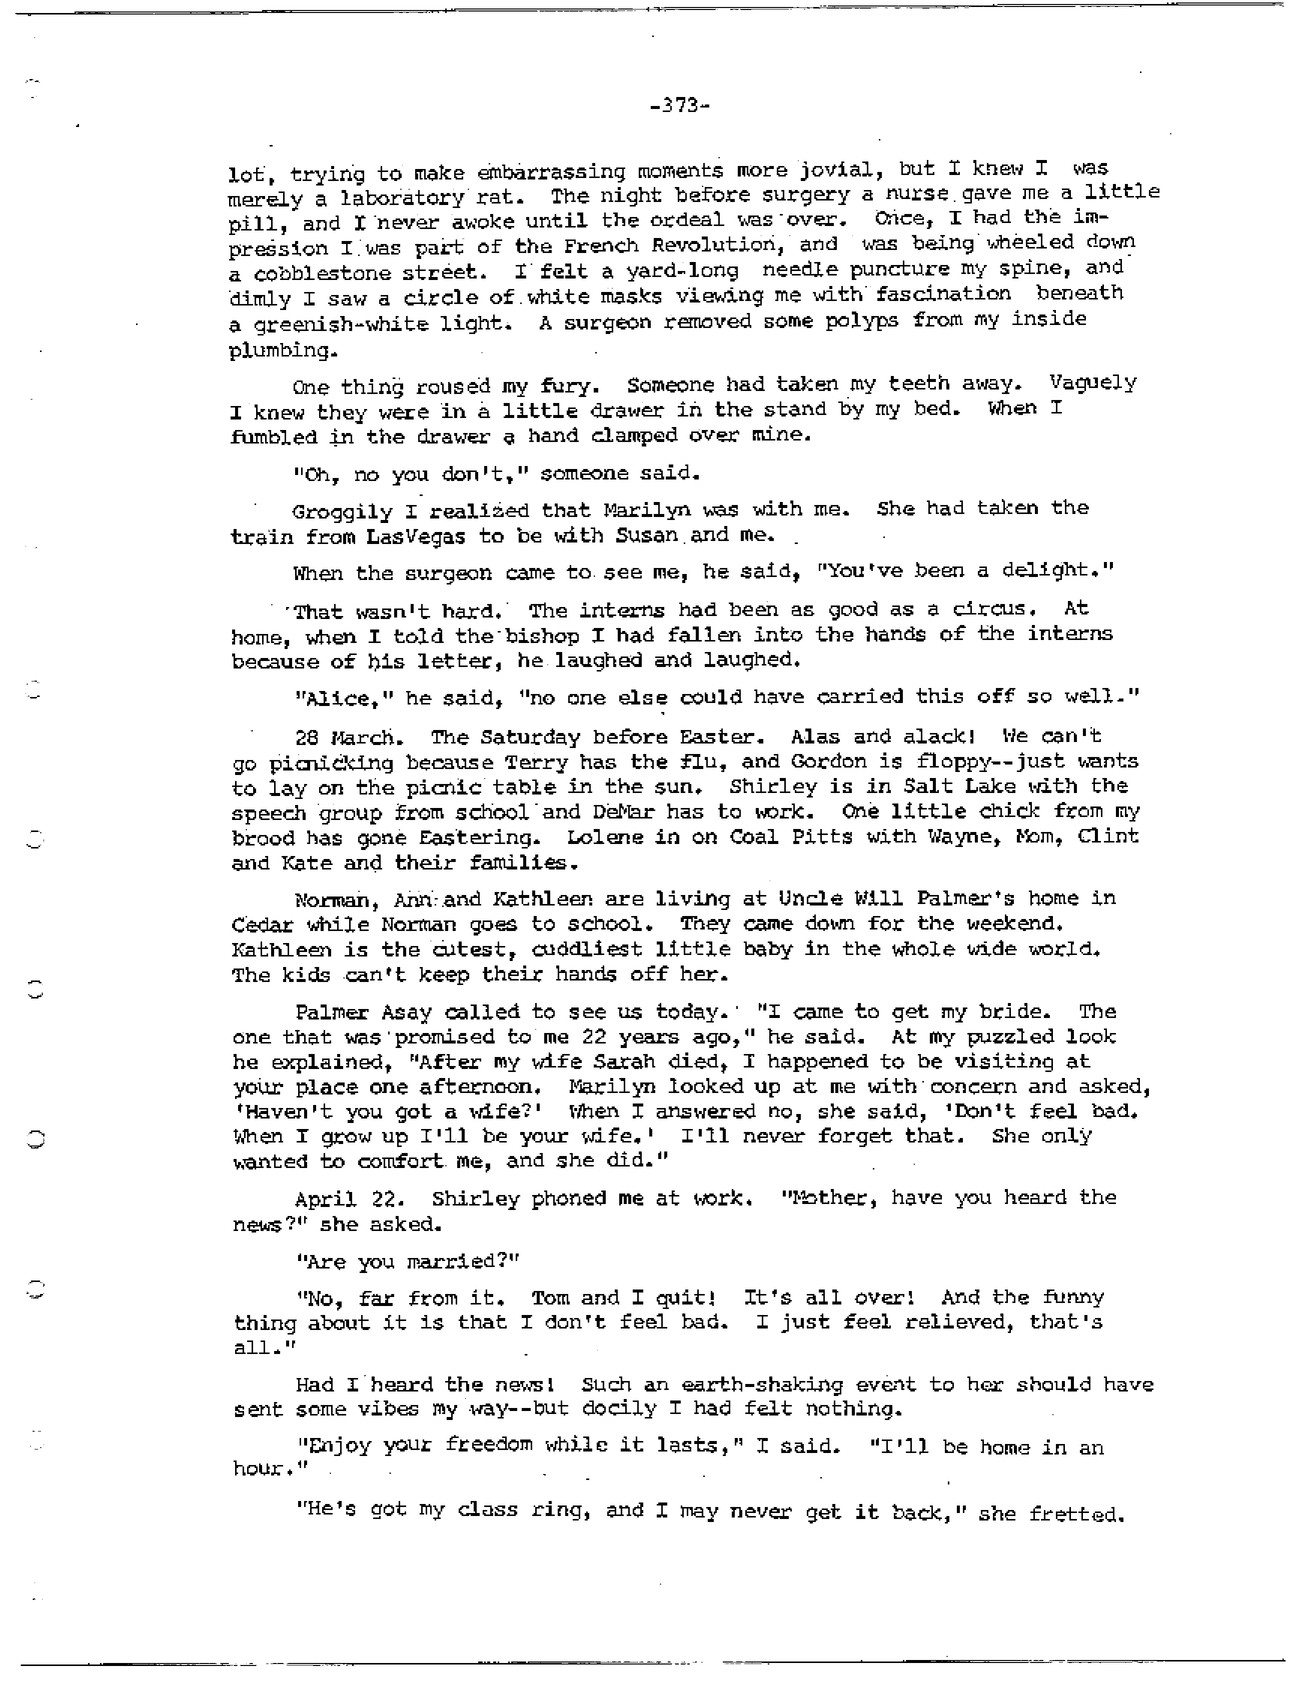 -373-
lot, trying to make embarrassing moments more jovial, but I knew I was
merely a laboratory rat. The night before surgery a nurse gave me a little
pill, and I never awoke until the ordeal was over. Once, I had the im-
pression I was part of the French Revolution, and was being wheeled down
a cobblestone street. I felt a yard-long needle puncture my spine, and
dimly I saw a circle of white masks viewing me with fascination beneath
a greenish-white light. A surgeon removed some polyps from my inside
plumbing.
One thing roused my fury. Someone had taken my teeth away. Vaguely
I knew they were in a little drawer in the stand by my bed. When I
fumbled in the drawer a hand clamped over mine.
"Oh, no you don't," someone said.
Groggily I realized that Marilyn was with me. She had taken the
train from LasVegas to be with Susan and me.
When the surgeon came to see me, he said, "You've been a delight."
That wasn't hard. The interns had been as good as a circus. At
home, when I told the bishop I had fallen into the hands of the interns
because of his letter, he laughed and laughed.
"Alice," he said, "no one else could have carried this off so well."
28 March. The Saturday before Easter. Alas and alack! We can't
go picnicking because Terry has the flu, and Gordon is floppy--just wants
to lay on the picnic table in the sun. Shirley is in Salt Lake with the
speech group from school and DeMar has to work. One little chick from my
brood has gone Eastering. Lolene in on Coal Pitts with Wayne, Mom, Clint
and Kate and their families.
Norman, Ann and Kathleen are living at Uncle Will Palmer's home in
Cedar while Norman goes to school. They came down for the weekend.
Kathleen is the cutest, cuddliest little baby in the whole wide world.
The kids can't keep their hands off her.
Palmer Asay called to see us today. "I came to get my bride. The
one that was promised to me 22 years ago," he said. At my puzzled look
he explained, "After my wife Sarah died, I happened to be visiting at
your place one afternoon. Marilyn looked up at me with concern and asked,
'Haven't you got a wife?' When I answered no, she said, 'Don't feel bad.
When I grow up I'll be your wife.' I'll never forget that. She only
wanted to comfort me, and she did."
April 22. Shirley phoned me at work. "Mother, have you heard the
news?" she asked.
"Are you married?"
"No, far from it. Tom and I quit! It's all over! And the funny
thing about it is that I don't feel bad. I just feel relieved, that's
all."
Had I heard the news! Such an earth-shaking event to her should have
sent some vibes my way--but docily I had felt nothing.
"Enjoy your freedom while it lasts," I said. "I'll be home in an
hour."
"He's got my class ring, and I may never get it back," she fretted.